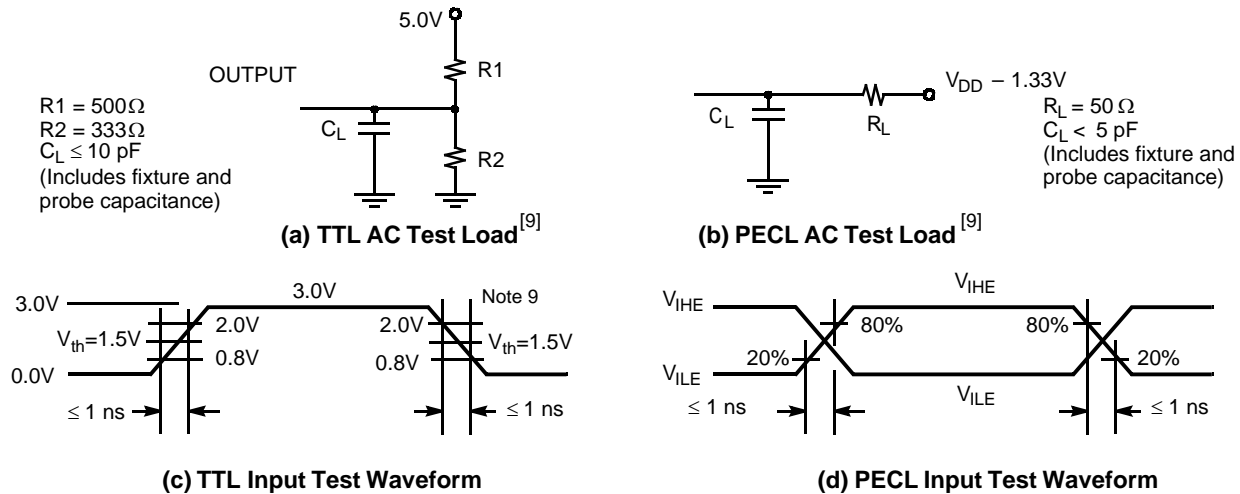 5.0V
OUTPUT
R1
R1 = 500Ω
R2 = 333Ω
C_L ≤ 10 pF
(Includes fixture and
probe capacitance)
C_L
R2
(a) TTL AC Test Load[9]
V_DD – 1.33V
C_L
R_L
R_L = 50 Ω
C_L < 5 pF
(Includes fixture and
probe capacitance)
(b) PECL AC Test Load[9]
3.0V
3.0V
Note 9
2.0V
2.0V
V_th=1.5V
V_th=1.5V
0.8V
0.8V
0.0V
≤ 1 ns
≤ 1 ns
(c) TTL Input Test Waveform
V_IHE
V_IHE
80%
80%
20%
20%
V_ILE
V_ILE
≤ 1 ns
≤ 1 ns
(d) PECL Input Test Waveform